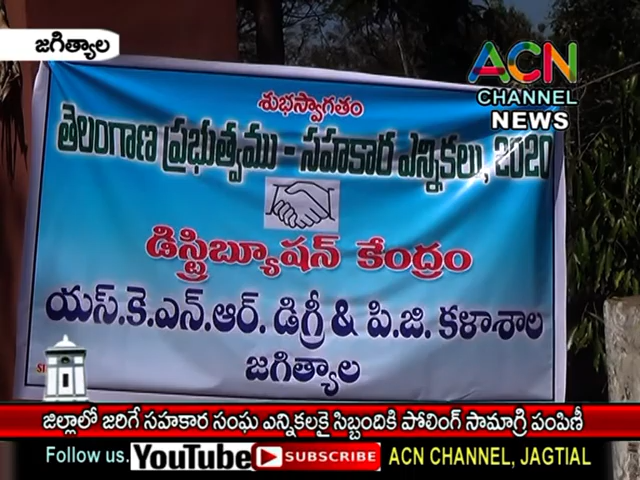 జగిత్యాల
ACN
CHANNEL
NEWS
శుభస్వాగతం
తెలంగాణ ప్రభుత్వము - సహకార ఎన్నికలు, 2020
డిస్ట్రిబ్యూషన్ కేంద్రం
యస్.కె.ఎన్.ఆర్. డిగ్రీ & పి.జి. కళాశాల
జగిత్యాల
జిల్లాలో జరిగే సహకార సంఘ ఎన్నికలకై సిబ్బందికి పోలింగ్ సామాగ్రి పంపిణీ
Follow us. YouTube SUBSCRIBE ACN CHANNEL, JAGTIAL